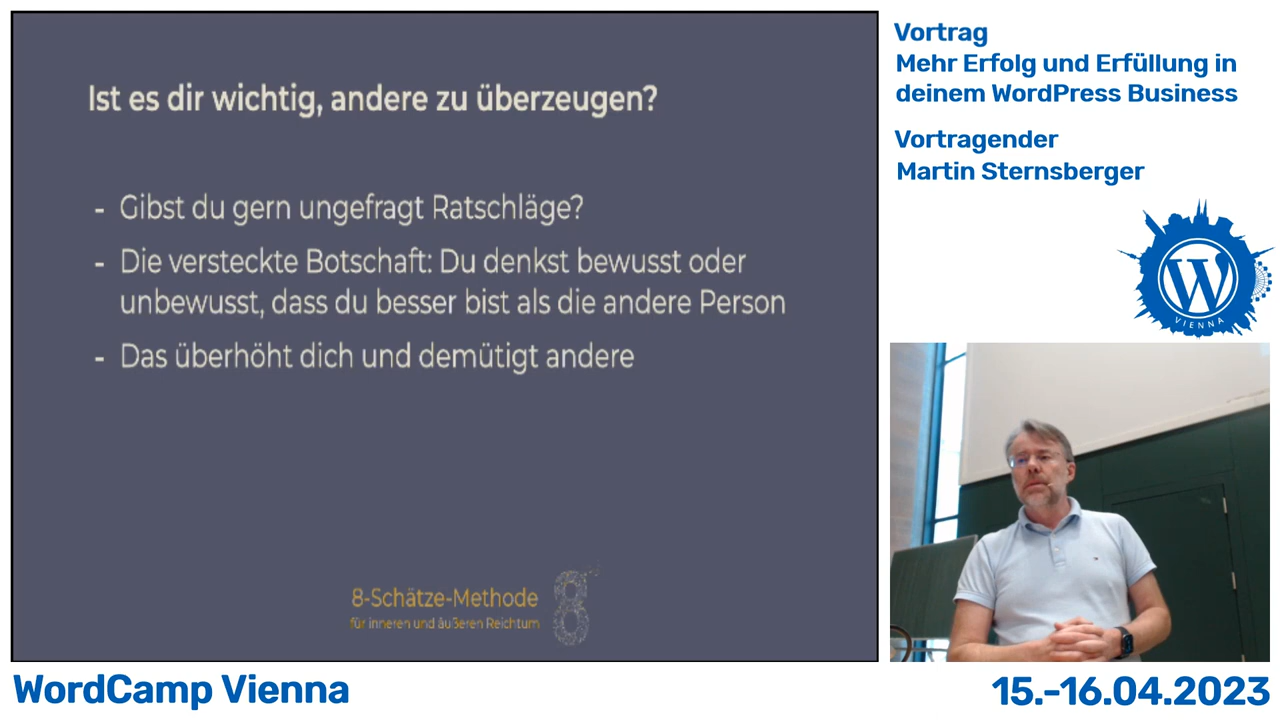 Ist es dir wichtig, andere zu überzeugen?
- Gibst du gern ungefragt Ratschläge?
- Die versteckte Botschaft: Du denkst bewusst oder
unbewusst, dass du besser bist als die andere Person
- Das überhöht dich und demütigt andere
8-Schätze-Methode
für inneren und äußeren Reichtum
8
Vortrag
Mehr Erfolg und Erfüllung in
deinem WordPress Business
Vortragender
Martin Sternsberger
W
VIENNA
WordCamp Vienna
15.-16.04.2023